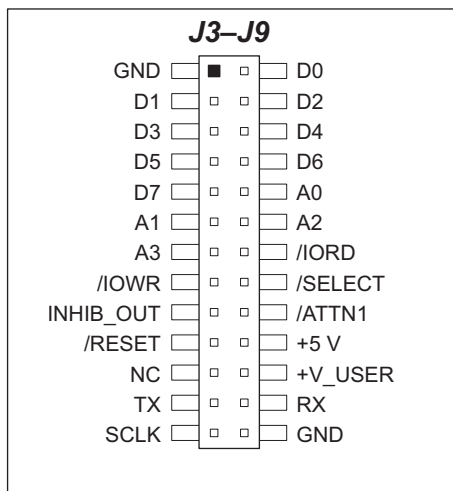 J3–J9
GND D0
D1 D2
D3 D4
D5 D6
D7 A0
A1 A2
A3 /IORD
/IOWR /SELECT
INHIB_OUT /ATTN1
/RESET +5 V
NC +V_USER
TX RX
SCLK GND